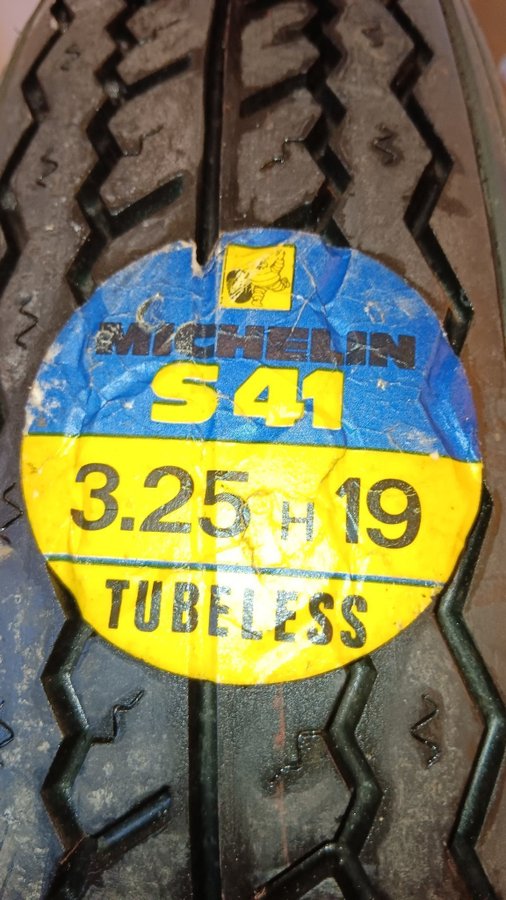 MICHELIN
S 41
3.25 H 19
TUBELESS